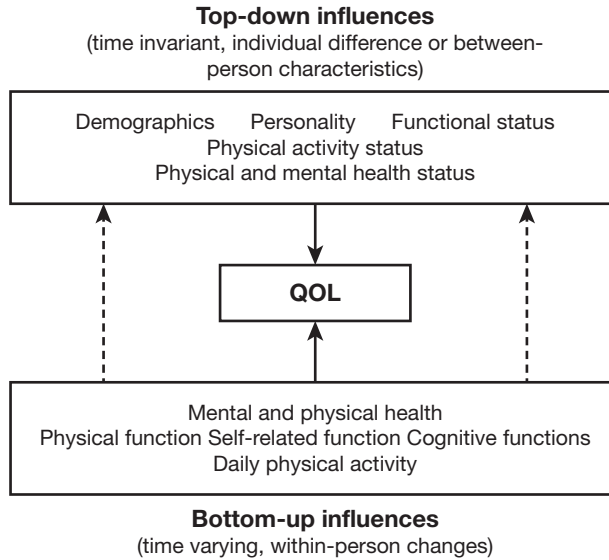 Top-down influences
(time invariant, individual difference or between-
person characteristics)
Demographics Personality Functional status
Physical activity status
Physical and mental health status
QOL
Mental and physical health
Physical function Self-related function Cognitive functions
Daily physical activity
Bottom-up influences
(time varying, within-person changes)